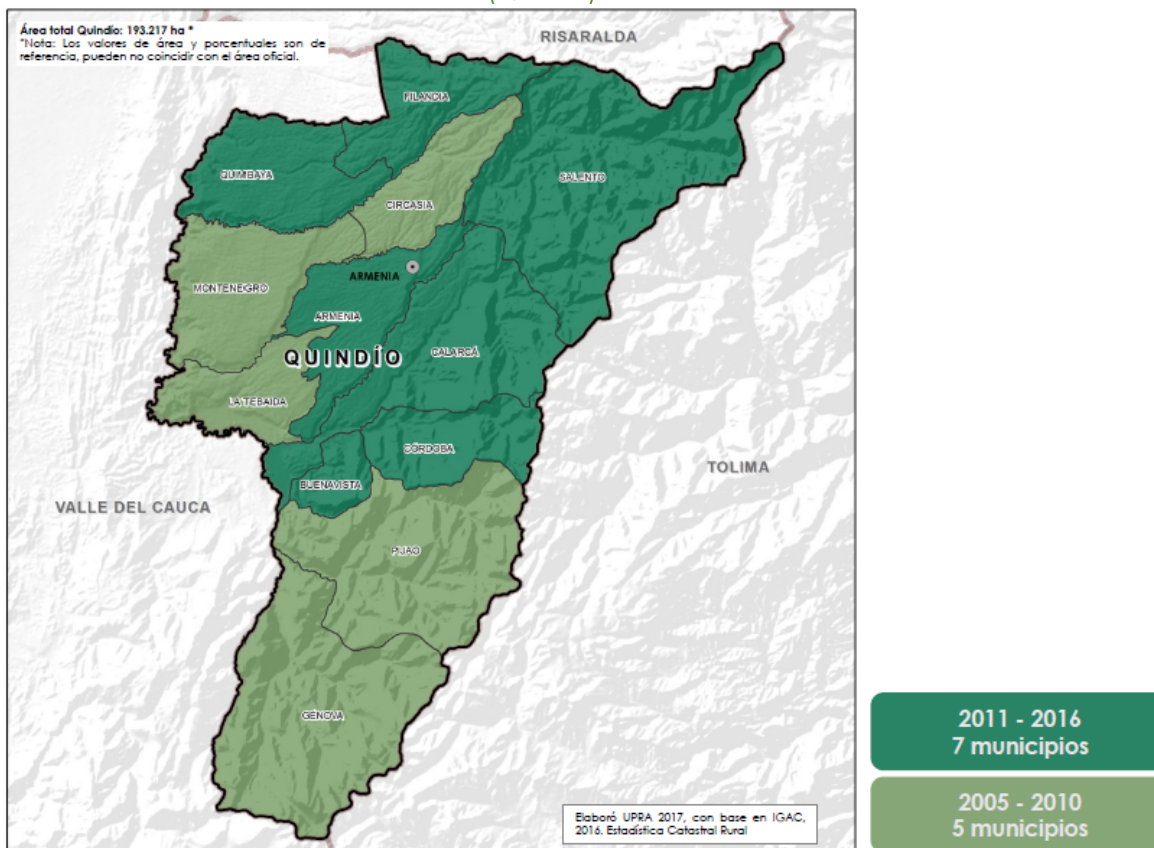 Área total Quindío: 193.217 ha *
*Nota: Los valores de área y porcentuales son de
referencia, pueden no coincidir con el área oficial.
RISARALDA
FILANDIA
QUIMBAYA
SALENTO
CIRCASIA
ARMENIA
MONTENEGRO
ARMENIA
CALARCÁ
QUINDÍO
LA TEBAIDA
CÓRDOBA
TOLIMA
BUENAVISTA
VALLE DEL CAUCA
PIJAO
GÉNOVA
2011 - 2016
7 municipios
2005 - 2010
5 municipios
Elaboró UPRA 2017, con base en IGAC,
2016. Estadística Catastral Rural